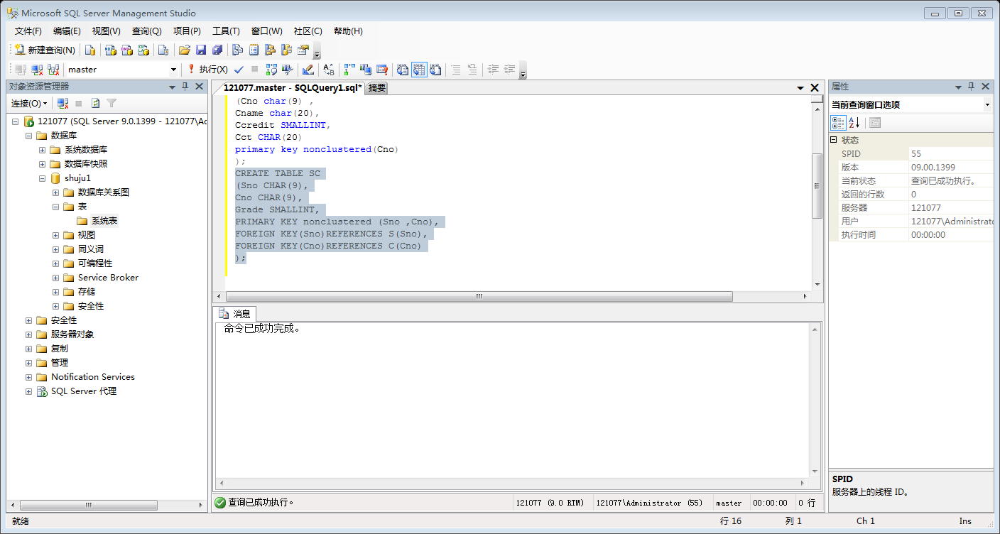 Microsoft SQL Server Management Studio
文件(F) 编辑(E) 视图(V) 查询(Q) 项目(P) 工具(T) 窗口(W) 社区(C) 帮助(H)
新建查询(N)
master 执行(X)
对象资源管理器
连接(O)
121077 (SQL Server 9.0.1399 - 121077\Ac
数据库
系统数据库
数据库快照
shuju1
数据库关系图
表
系统表
视图
同义词
可编程性
Service Broker
存储
安全性
安全性
服务器对象
复制
管理
Notification Services
SQL Server 代理
121077.master - SQLQuery1.sql* 摘要
(Cno char(9) ,
Cname char(20),
Ccredit SMALLINT,
Cct CHAR(20)
primary key nonclustered(Cno)
);
CREATE TABLE SC
(Sno CHAR(9),
Cno CHAR(9),
Grade SMALLINT,
PRIMARY KEY nonclustered (Sno ,Cno),
FOREIGN KEY(Sno)REFERENCES S(Sno),
FOREIGN KEY(Cno)REFERENCES C(Cno)
);
消息
命令已成功完成。
查询已成功执行。 121077 (9.0 RTM) 121077\Administrator (55) master 00:00:00 0 行
属性
当前查询窗口选项
状态
SPID 55
版本 09.00.1399
当前状态 查询已成功执行。
返回的行数 0
服务器 121077
用户 121077\Administrato
执行时间 00:00:00
SPID
服务器上的线程 ID。
就绪 行 16 列 1 Ch 1 Ins